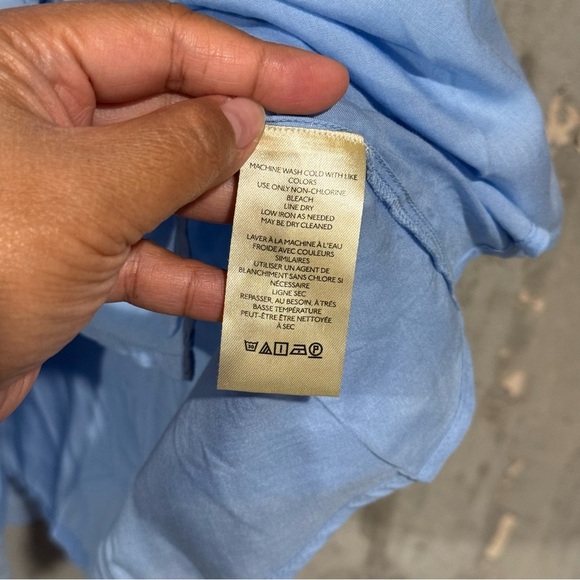 MACHINE WASH COLD WITH LIKE
COLORS
USE ONLY NON-CHLORINE
BLEACH
LINE DRY
LOW IRON AS NEEDED
MAY BE DRY CLEANED
LAVER À LA MACHINE À L'EAU
FROIDE AVEC COULEURS
SIMILAIRES
UTILISER UN AGENT DE
BLANCHIMENT SANS CHLORE SI
NÉCESSAIRE
LIGNE SEC
REPASSER, AU BESOIN, À TRÈS
BASSE TEMPÉRATURE
PEUT-ÊTRE ÊTRE NETTOYÉE
À SEC
30 P